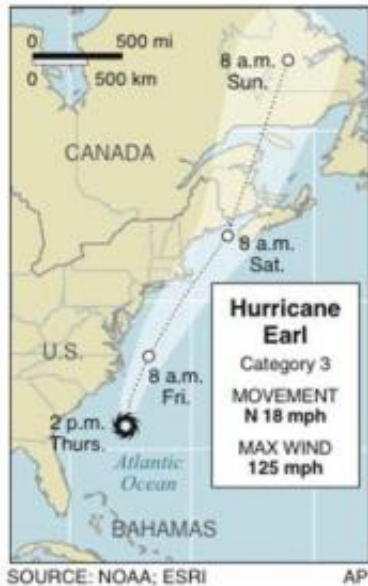 0 500 mi
0 500 km
8 a.m.
Sun.
CANADA
8 a.m.
Sat.
U.S.
8 a.m.
Fri.
2 p.m.
Thurs.
Atlantic
Ocean
BAHAMAS
Hurricane
Earl
Category 3
MOVEMENT
N 18 mph
MAX WIND
125 mph
SOURCE: NOAA; ESRI
AP